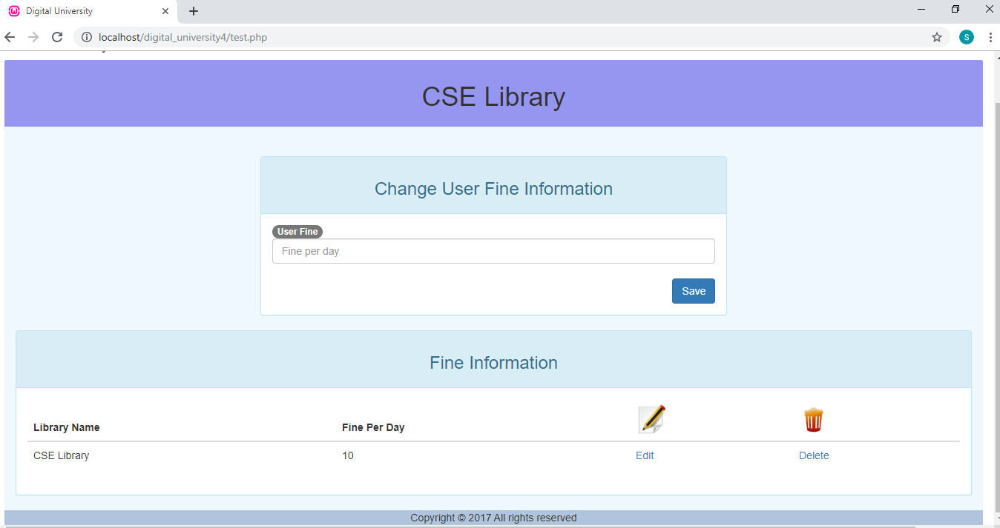 Digital University
localhost/digital_university4/test.php
S
CSE Library
Change User Fine Information
User Fine
Fine per day
Save
Fine Information
Library Name Fine Per Day
CSE Library 10 Edit Delete
Copyright © 2017 All rights reserved